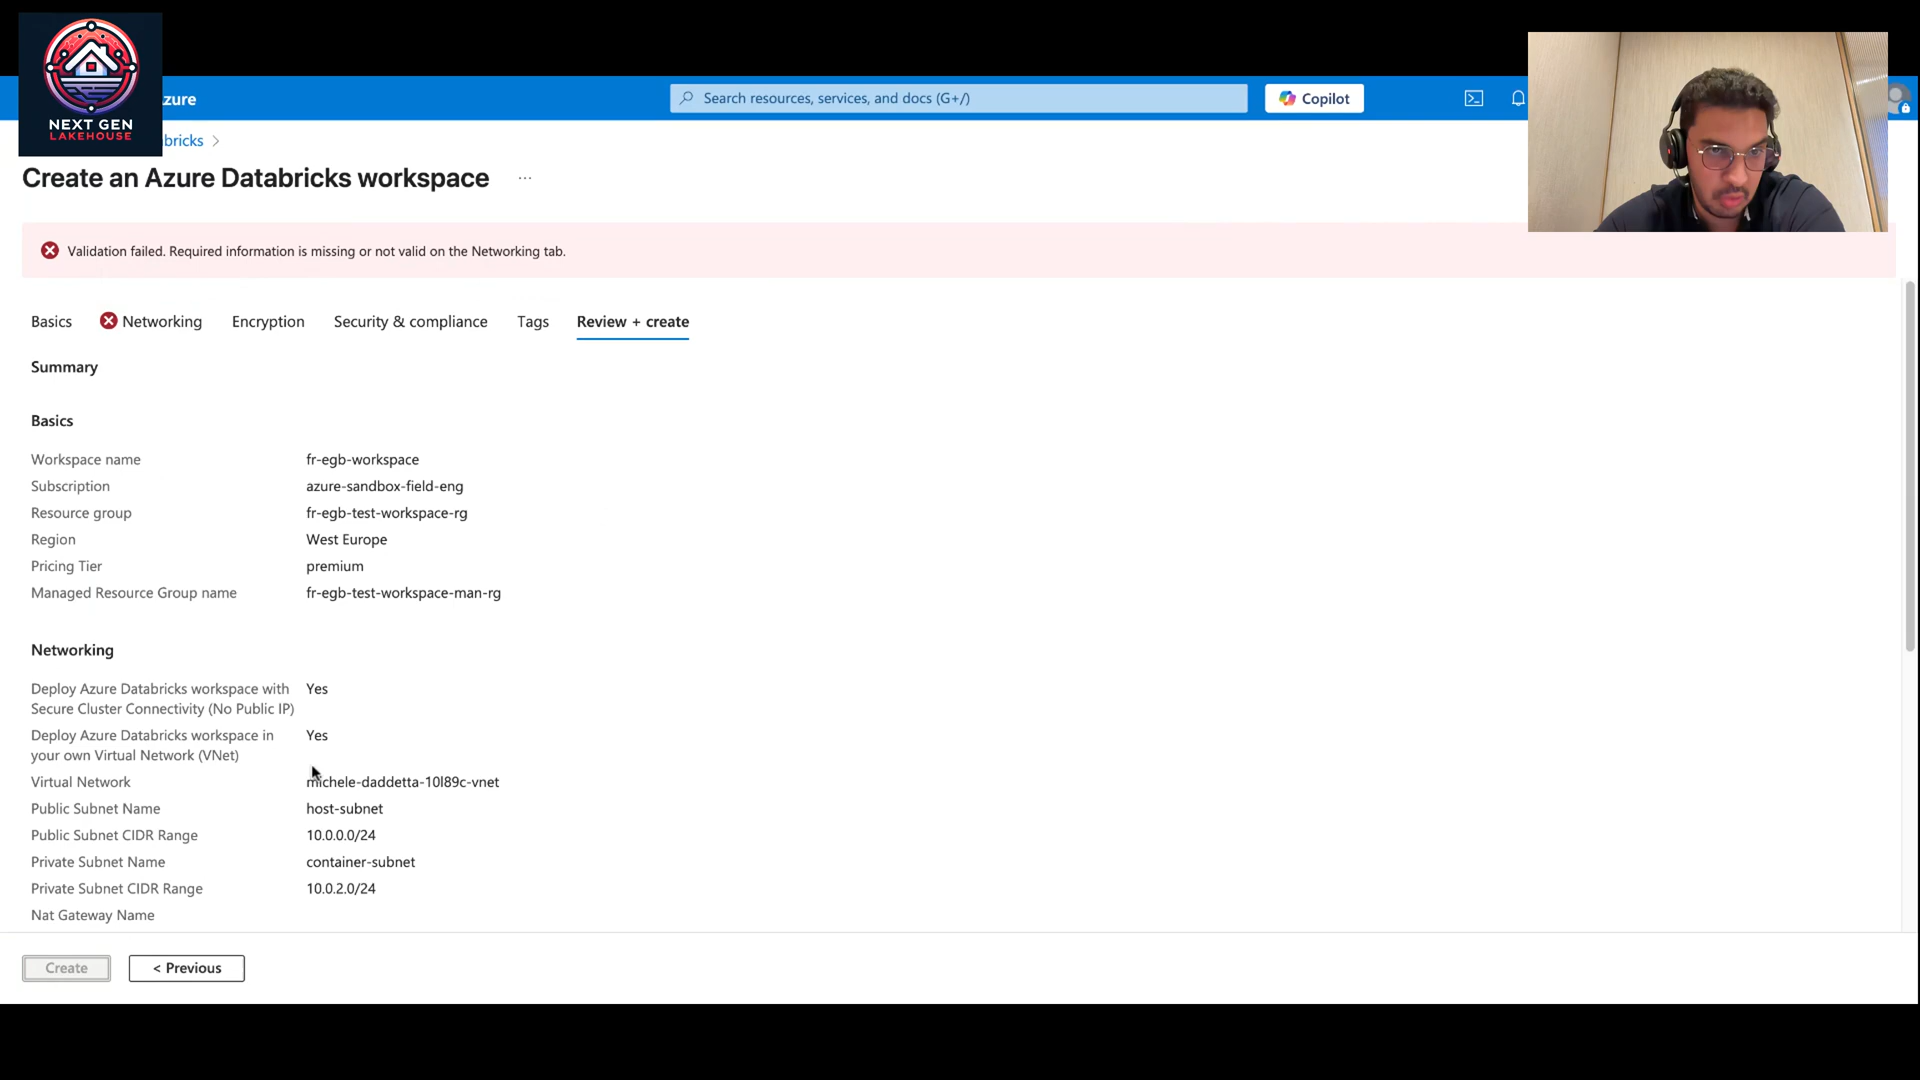 NEXT GEN
LAKEHOUSE
zure
Search resources, services, and docs (G+/)
Copilot
bricks >
Create an Azure Databricks workspace ...
Validation failed. Required information is missing or not valid on the Networking tab.
Basics Networking Encryption Security & compliance Tags Review + create
Summary
Basics
Workspace name fr-egb-workspace
Subscription azure-sandbox-field-eng
Resource group fr-egb-test-workspace-rg
Region West Europe
Pricing Tier premium
Managed Resource Group name fr-egb-test-workspace-man-rg
Networking
Deploy Azure Databricks workspace with Yes
Secure Cluster Connectivity (No Public IP)
Deploy Azure Databricks workspace in Yes
your own Virtual Network (VNet)
Virtual Network michele-daddetta-10l89c-vnet
Public Subnet Name host-subnet
Public Subnet CIDR Range 10.0.0.0/24
Private Subnet Name container-subnet
Private Subnet CIDR Range 10.0.2.0/24
Nat Gateway Name
Create < Previous